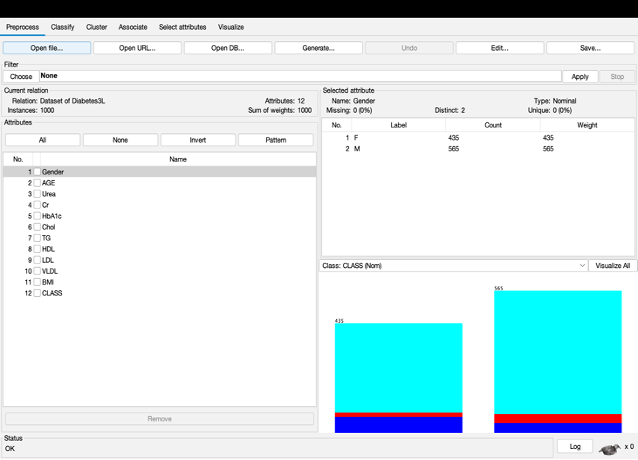 Preprocess Classify Cluster Associate Select attributes Visualize
Open file... Open URL... Open DB... Generate... Undo Edit... Save...
Filter
Choose None Apply Stop
Current relation
Relation: Dataset of Diabetes3L Attributes: 12
Instances: 1000 Sum of weights: 1000
Attributes
All None Invert Pattern
No. Name
1 Gender
2 AGE
3 Urea
4 Cr
5 HbA1c
6 Chol
7 TG
8 HDL
9 LDL
10 VLDL
11 BMI
12 CLASS
Remove
Selected attribute
Name: Gender Type: Nominal
Missing: 0 (0%) Distinct: 2 Unique: 0 (0%)
No. Label Count Weight
1 F 435 435
2 M 565 565
Class: CLASS (Nom) Visualize All
435
565
Status
OK
Log x 0